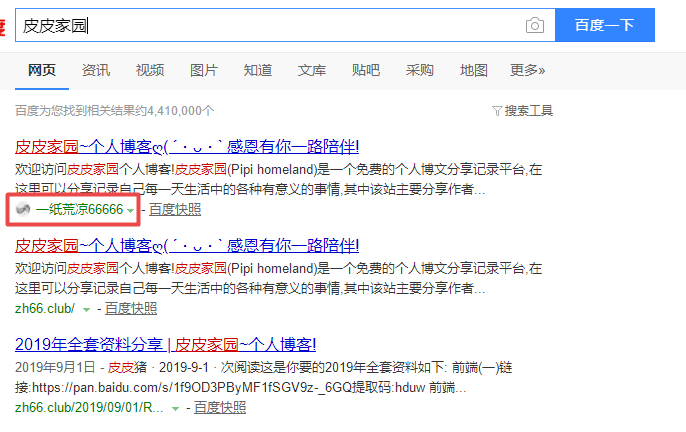 皮皮家园
百度一下
网页 资讯 视频 图片 知道 文库 贴吧 采购 地图 更多»
百度为您找到相关结果约4,410,000个
搜索工具
皮皮家园~个人博客ღ( ´・ᴗ・` 感恩有你一路陪伴!
欢迎访问皮皮家园个人博客!皮皮家园(Pipi homeland)是一个免费的个人博文分享记录平台,在
这里可以分享记录自己每一天生活中的各种有意义的事情,其中该站主要分享作者...
一纸荒凉66666 - 百度快照
皮皮家园~个人博客ღ( ´・ᴗ・` 感恩有你一路陪伴!
欢迎访问皮皮家园个人博客!皮皮家园(Pipi homeland)是一个免费的个人博文分享记录平台,在
这里可以分享记录自己每一天生活中的各种有意义的事情,其中该站主要分享作者...
zh66.club/ - 百度快照
2019年全套资料分享 | 皮皮家园~个人博客!
2019年9月1日 - 皮皮猪 · 2019-9-1 · 次阅读这是你要的2019年全套资料如下: 前端(一)链
接:https://pan.baidu.com/s/1f9OD3PByMF1fSGV9z-_6GQ提取码:hduw 前端...
zh66.club/2019/09/01/R... - 百度快照